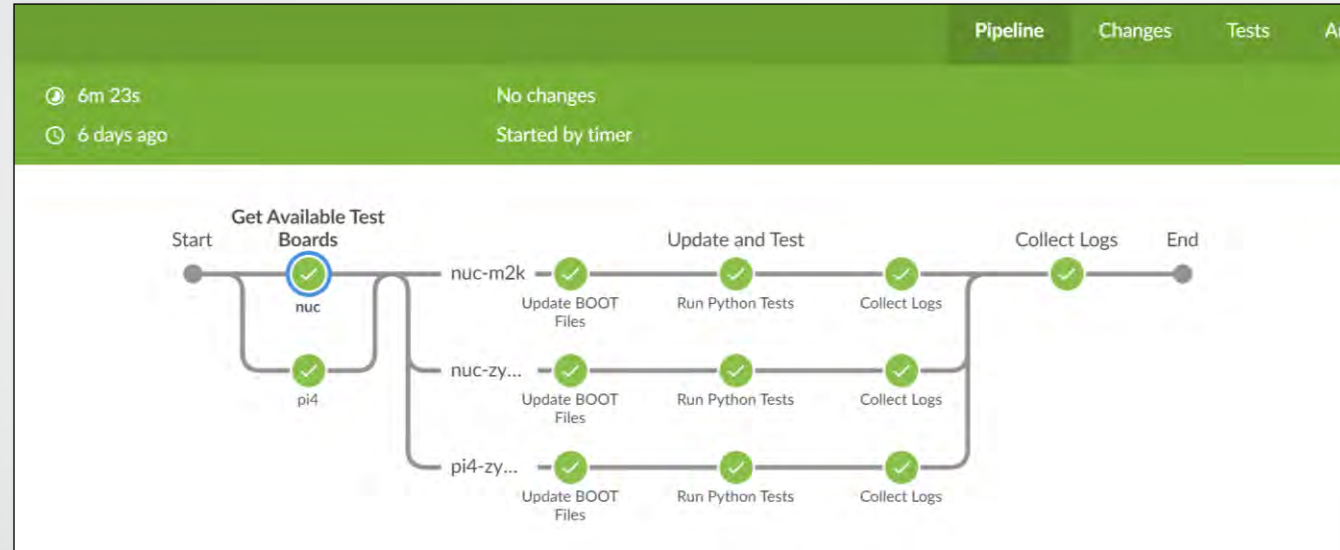 Pipeline Changes Tests
6m 23s No changes
6 days ago Started by timer
Get Available Test
Start Boards Update and Test Collect Logs End
nuc-m2k
nuc
Update BOOT Run Python Tests Collect Logs
Files
nuc-zy...
pi4
Update BOOT Run Python Tests Collect Logs
Files
pi4-zy...
Update BOOT Run Python Tests Collect Logs
Files